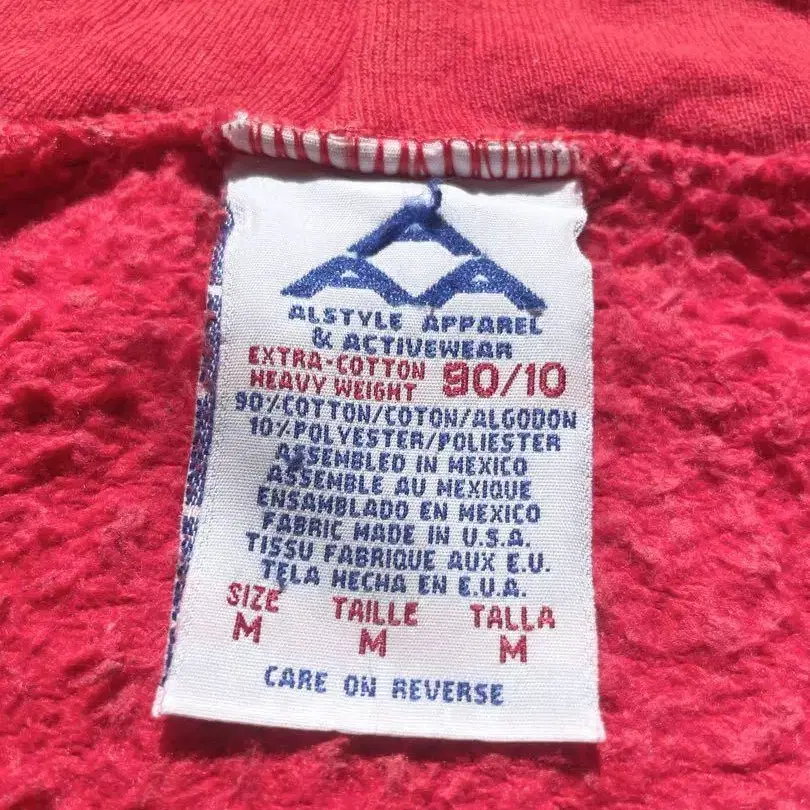 AAA
ALSTYLE APPAREL
& ACTIVEWEAR
EXTRA-COTTON
HEAVY WEIGHT 90/10
90%COTTON/COTON/ALGODON
10%POLYESTER/POLIESTER
ASSEMBLED IN MEXICO
ASSEMBLE AU MEXIQUE
ENSAMBLADO EN MEXICO
FABRIC MADE IN U.S.A.
TISSU FABRIQUE AUX E.U.
TELA HECHA EN E.U.A.
SIZE TAILLE TALLA
M M M
CARE ON REVERSE